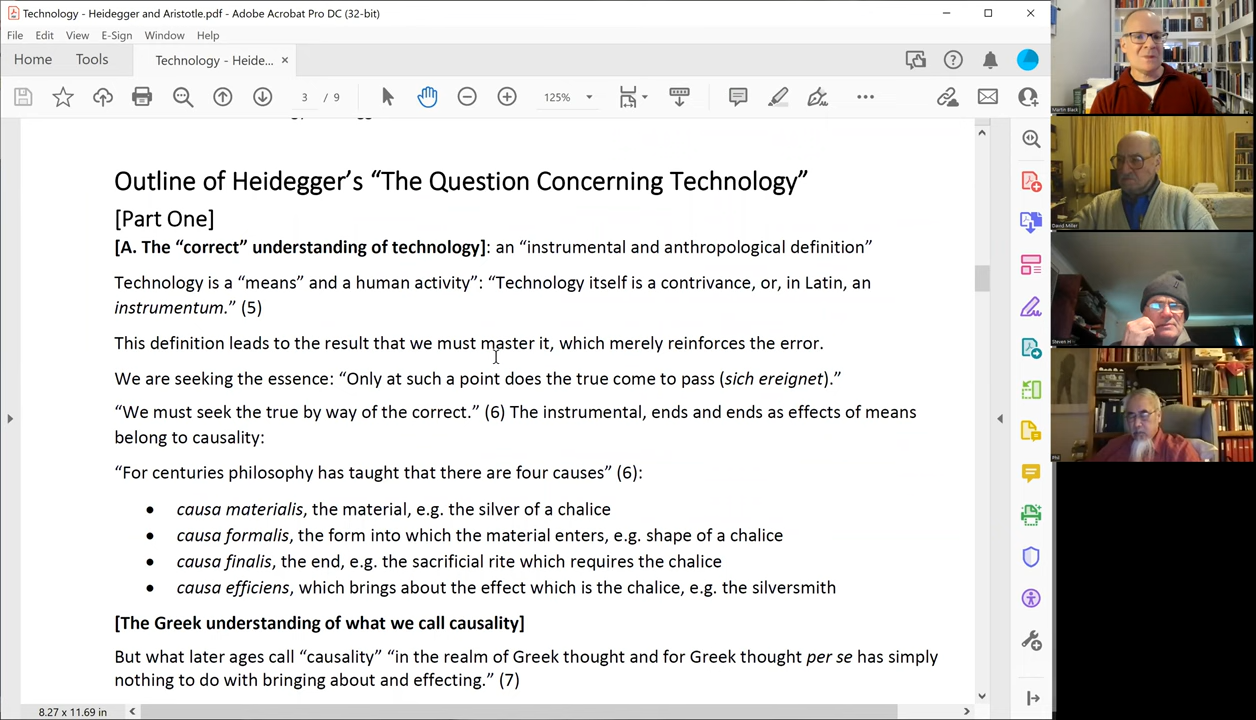 Technology - Heidegger and Aristotle.pdf - Adobe Acrobat Pro DC (32-bit)
File Edit View E-Sign Window Help
Home Tools Technology - Heide...
3 / 9 125%
Outline of Heidegger’s “The Question Concerning Technology”
[Part One]
[A. The “correct” understanding of technology]: an “instrumental and anthropological definition”
Technology is a “means” and a human activity”: “Technology itself is a contrivance, or, in Latin, an
instrumentum.” (5)
This definition leads to the result that we must master it, which merely reinforces the error.
We are seeking the essence: “Only at such a point does the true come to pass (sich ereignet).”
“We must seek the true by way of the correct.” (6) The instrumental, ends and ends as effects of means
belong to causality:
“For centuries philosophy has taught that there are four causes” (6):
• causa materialis, the material, e.g. the silver of a chalice
• causa formalis, the form into which the material enters, e.g. shape of a chalice
• causa finalis, the end, e.g. the sacrificial rite which requires the chalice
• causa efficiens, which brings about the effect which is the chalice, e.g. the silversmith
[The Greek understanding of what we call causality]
But what later ages call “causality” “in the realm of Greek thought and for Greek thought per se has simply
nothing to do with bringing about and effecting.” (7)
8.27 x 11.69 in
Martin Black
David Miller
Steven H
Phil